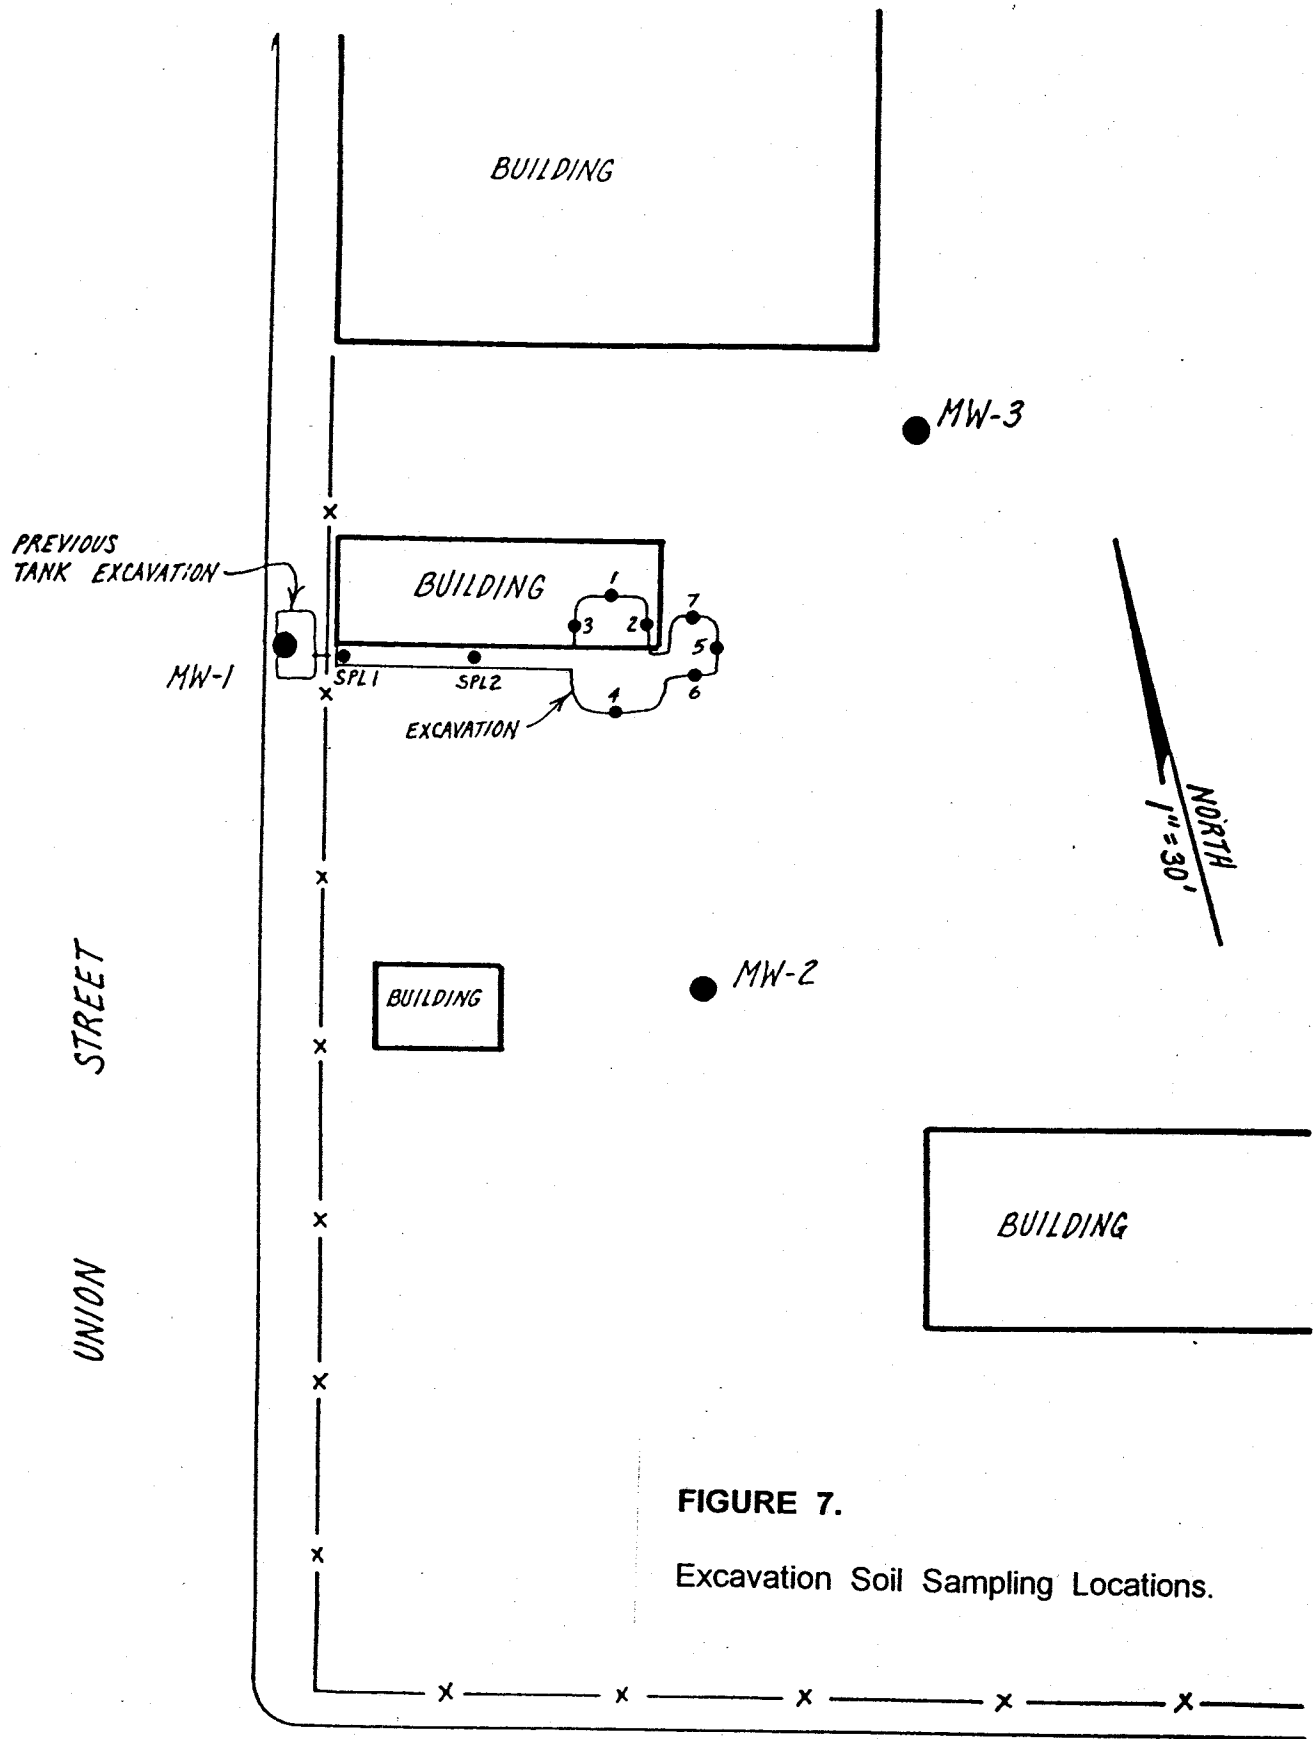 BUILDING
MW-3
PREVIOUS
TANK EXCAVATION
BUILDING
1
7
3
2
5
MW-1
SPL1
SPL2
6
4
EXCAVATION
NORTH
1"=30'
MW-2
BUILDING
UNION STREET
BUILDING
FIGURE 7.
Excavation Soil Sampling Locations.